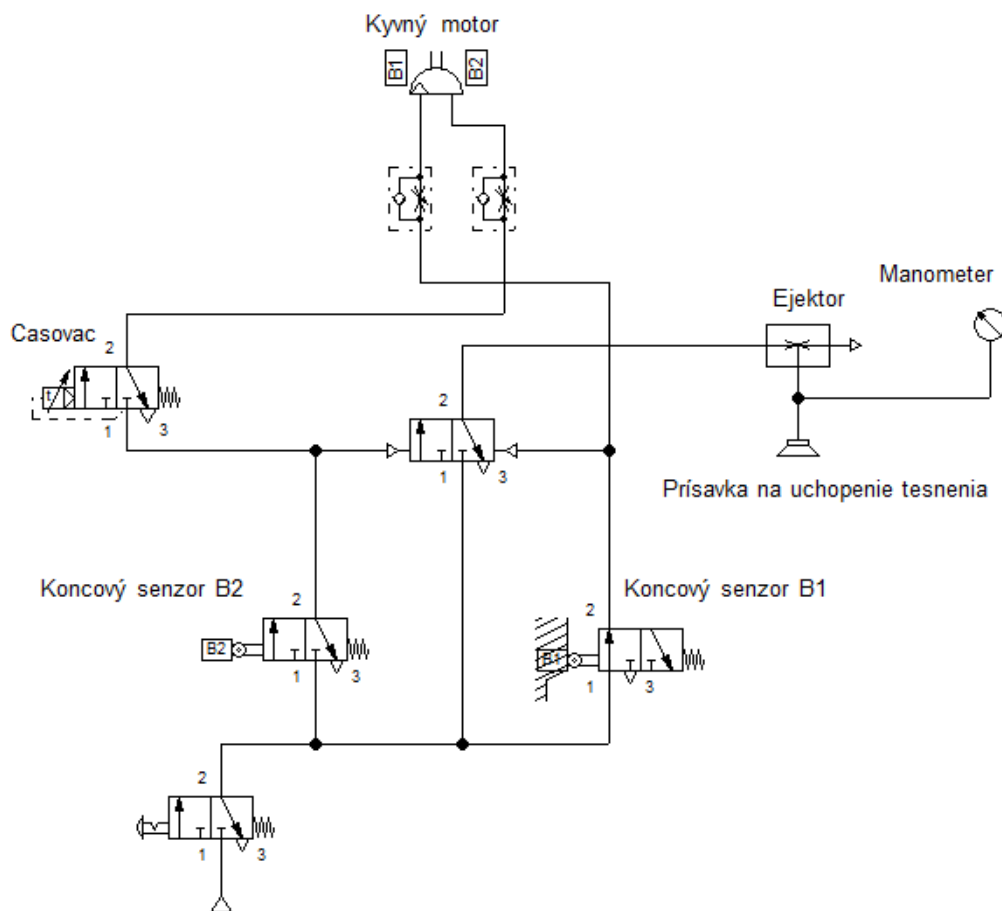 Kyvný motor
B1
B2
Manometer
Ejektor
Casovac
2
t
1
3
2
1
3
Prísavka na uchopenie tesnenia
Koncový senzor B2
Koncový senzor B1
2
2
B2
B1
1
3
1
3
2
1
3